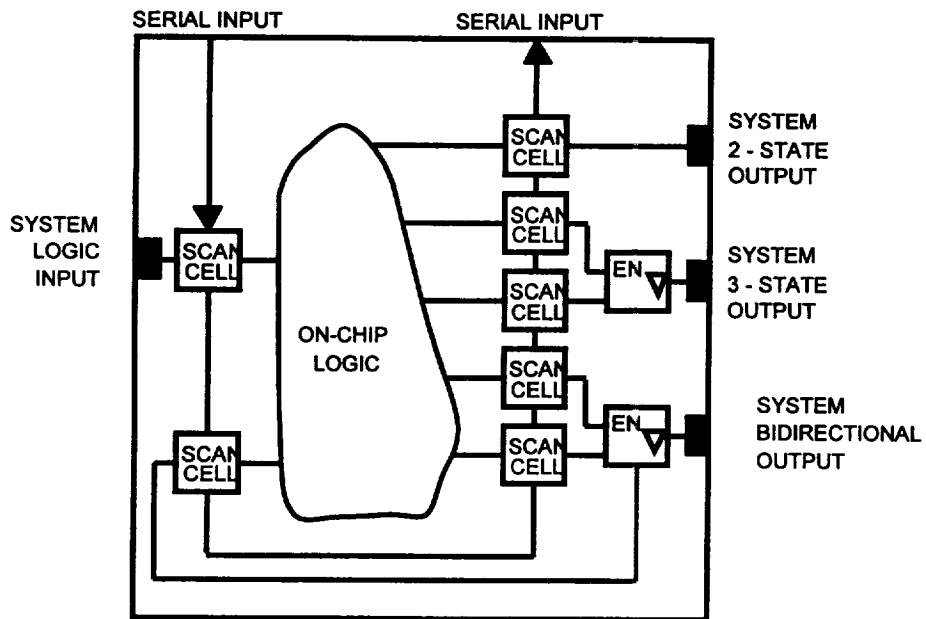 SERIAL INPUT
SERIAL INPUT
SCAN
CELL
SYSTEM
2 - STATE
OUTPUT
SCAN
CELL
SYSTEM
LOGIC
INPUT
SCAN
CELL
EN
SYSTEM
3 - STATE
OUTPUT
SCAN
CELL
ON-CHIP
LOGIC
SCAN
CELL
EN
SYSTEM
BIDIRECTIONAL
OUTPUT
SCAN
CELL
SCAN
CELL